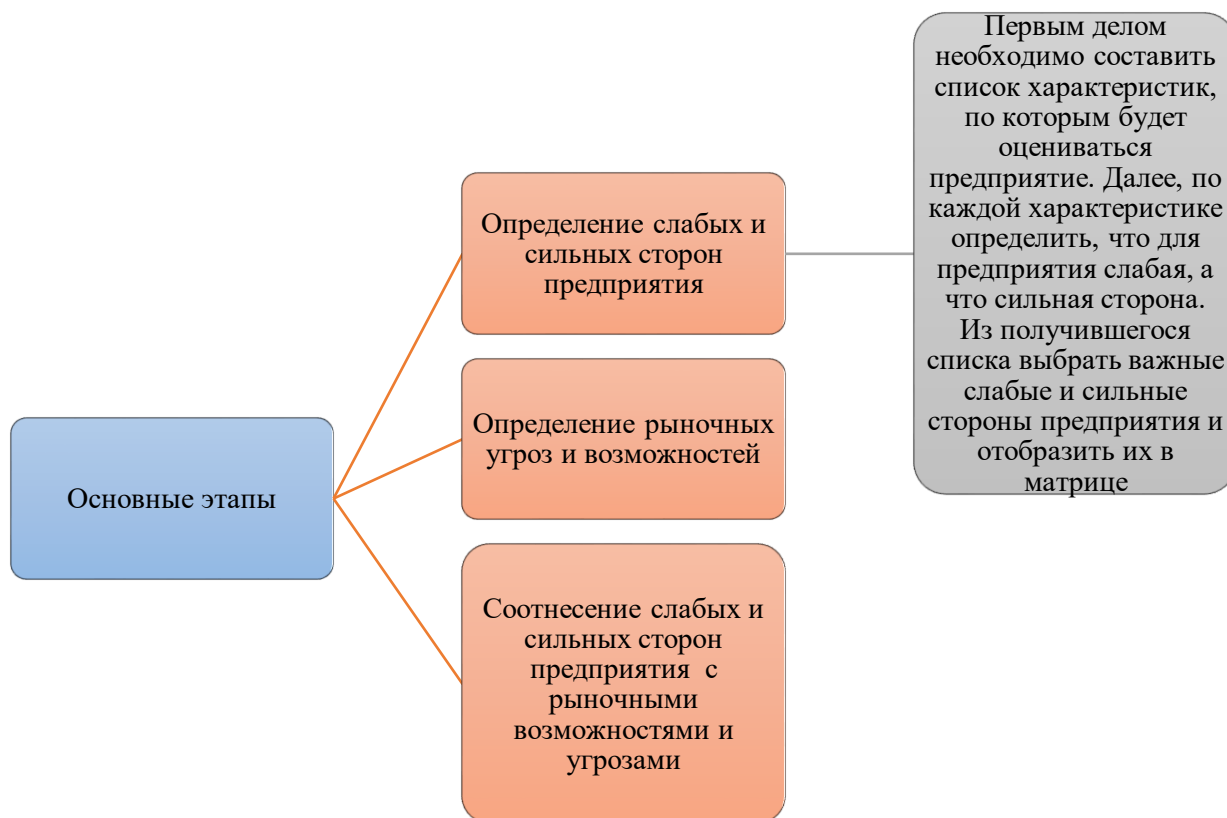 Основные этапы
Определение слабых и
сильных сторон
предприятия
Первым делом
необходимо составить
список характеристик,
по которым будет
оцениваться
предприятие. Далее, по
каждой характеристике
определить, что для
предприятия слабая, а
что сильная сторона.
Из получившегося
списка выбрать важные
слабые и сильные
стороны предприятия и
отобразить их в
матрице
Определение рыночных
угроз и возможностей
Соотнесение слабых и
сильных сторон
предприятия с
рыночными
возможностями и
угрозами